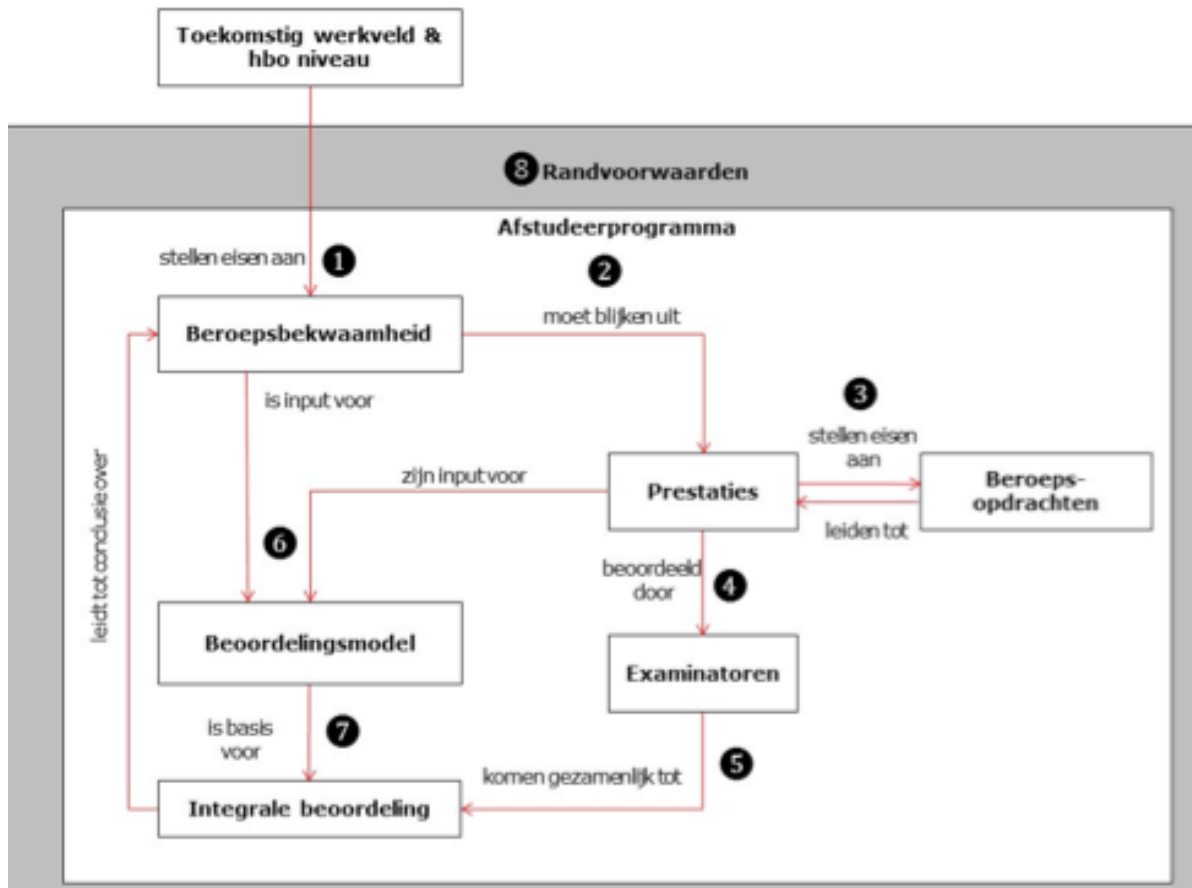 Toekomstig werkveld &
hbo niveau
8 Randvoorwaarden
Afstudeerprogramma
stellen eisen aan
1
2
moet blijken uit
Beroepsbekwaamheid
is input voor
3
stellen eisen
aan
zijn input voor
Prestaties
Beroeps-
opdrachten
leiden tot
leidt tot conclusie over
6
beoordeeld
door
4
Beoordelingsmodel
Examinatoren
is basis
voor
7
5
komen gezamenlijk tot
Integrale beoordeling